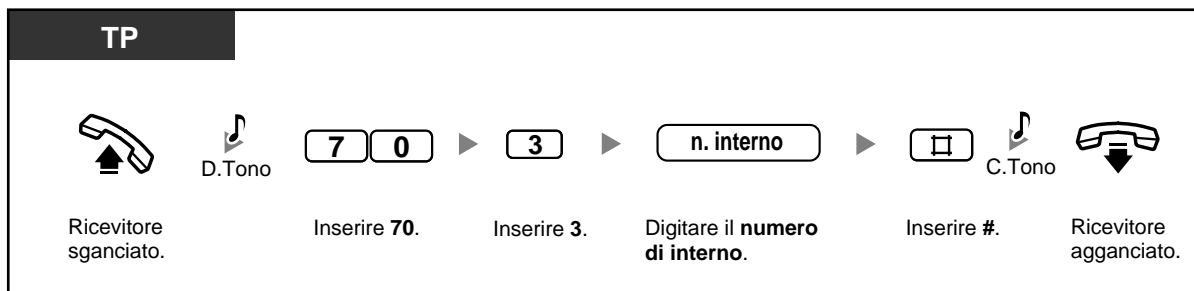 TP
D.Tono
7 0
3
n. interno
#
C.Tono
Ricevitore
sganciato.
Inserire 70.
Inserire 3.
Digitare il numero
di interno.
Inserire #.
Ricevitore
agganciato.